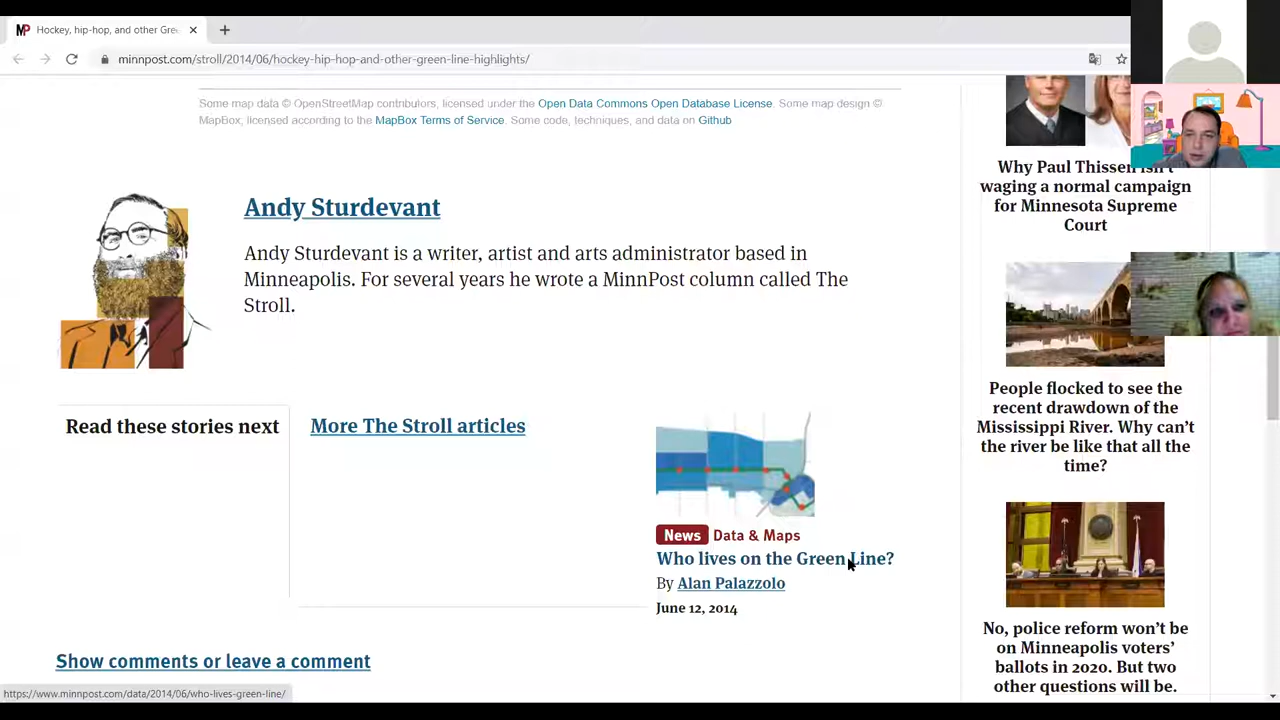 Hockey, hip-hop, and other Gre
minnpost.com/stroll/2014/06/hockey-hip-hop-and-other-green-line-highlights/
Some map data © OpenStreetMap contributors, licensed under the Open Data Commons Open Database License. Some map design ©
MapBox, licensed according to the MapBox Terms of Service. Some code, techniques, and data on Github
Andy Sturdevant
Andy Sturdevant is a writer, artist and arts administrator based in
Minneapolis. For several years he wrote a MinnPost column called The
Stroll.
Read these stories next
More The Stroll articles
News Data & Maps
Who lives on the Green Line?
By Alan Palazzolo
June 12, 2014
Show comments or leave a comment
https://www.minnpost.com/data/2014/06/who-lives-green-line/
Why Paul Thissen isn't
waging a normal campaign
for Minnesota Supreme
Court
People flocked to see the
recent drawdown of the
Mississippi River. Why can't
the river be like that all the
time?
No, police reform won't be
on Minneapolis voters'
ballots in 2020. But two
other questions will be.